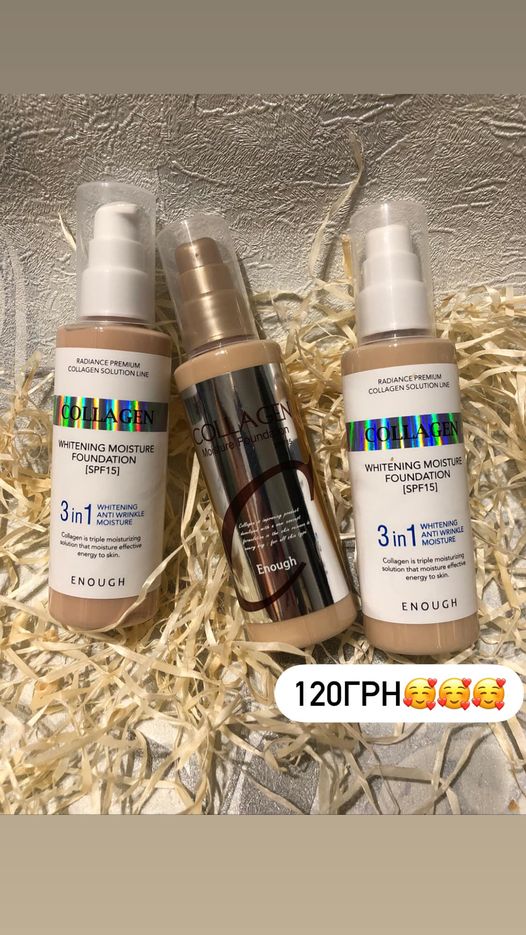 RADIANCE PREMIUM
COLLAGEN SOLUTION LINE
COLLAGEN
WHITENING MOISTURE
FOUNDATION
[SPF15]
3 in 1
WHITENING
ANTI WRINKLE
MOISTURE
Collagen is triple moisturizing
solution that moisture effective
energy to skin.
ENOUGH
COLLAGEN
Moisture Foundation
Enough
RADIANCE PREMIUM
COLLAGEN SOLUTION LINE
COLLAGEN
WHITENING MOISTURE
FOUNDATION
[SPF15]
3 in 1
WHITENING
ANTI WRINKLE
MOISTURE
Collagen is triple moisturizing
solution that moisture effective
energy to skin.
ENOUGH
120ГРН🥰🥰🥰